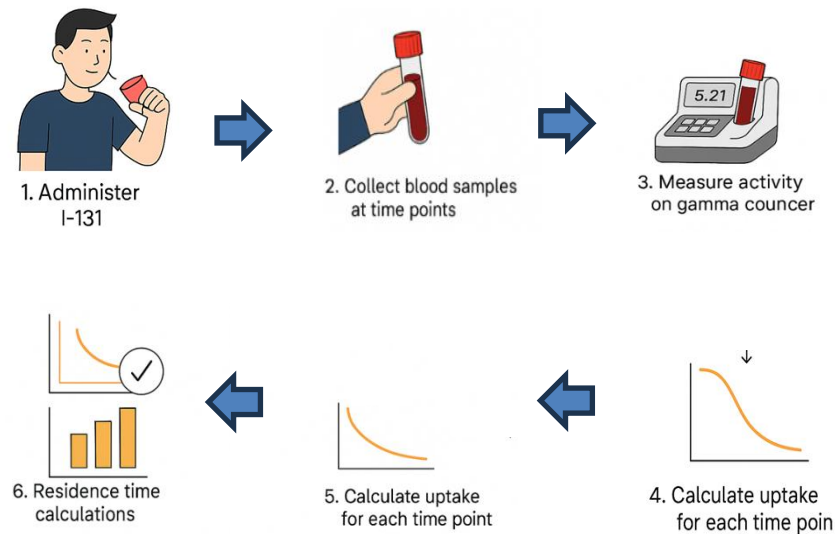 1. Administer
I-131
2. Collect blood samples
at time points
5.21
3. Measure activity
on gamma councer
4. Calculate uptake
for each time poin
5. Calculate uptake
for each time point
6. Residence time
calculations